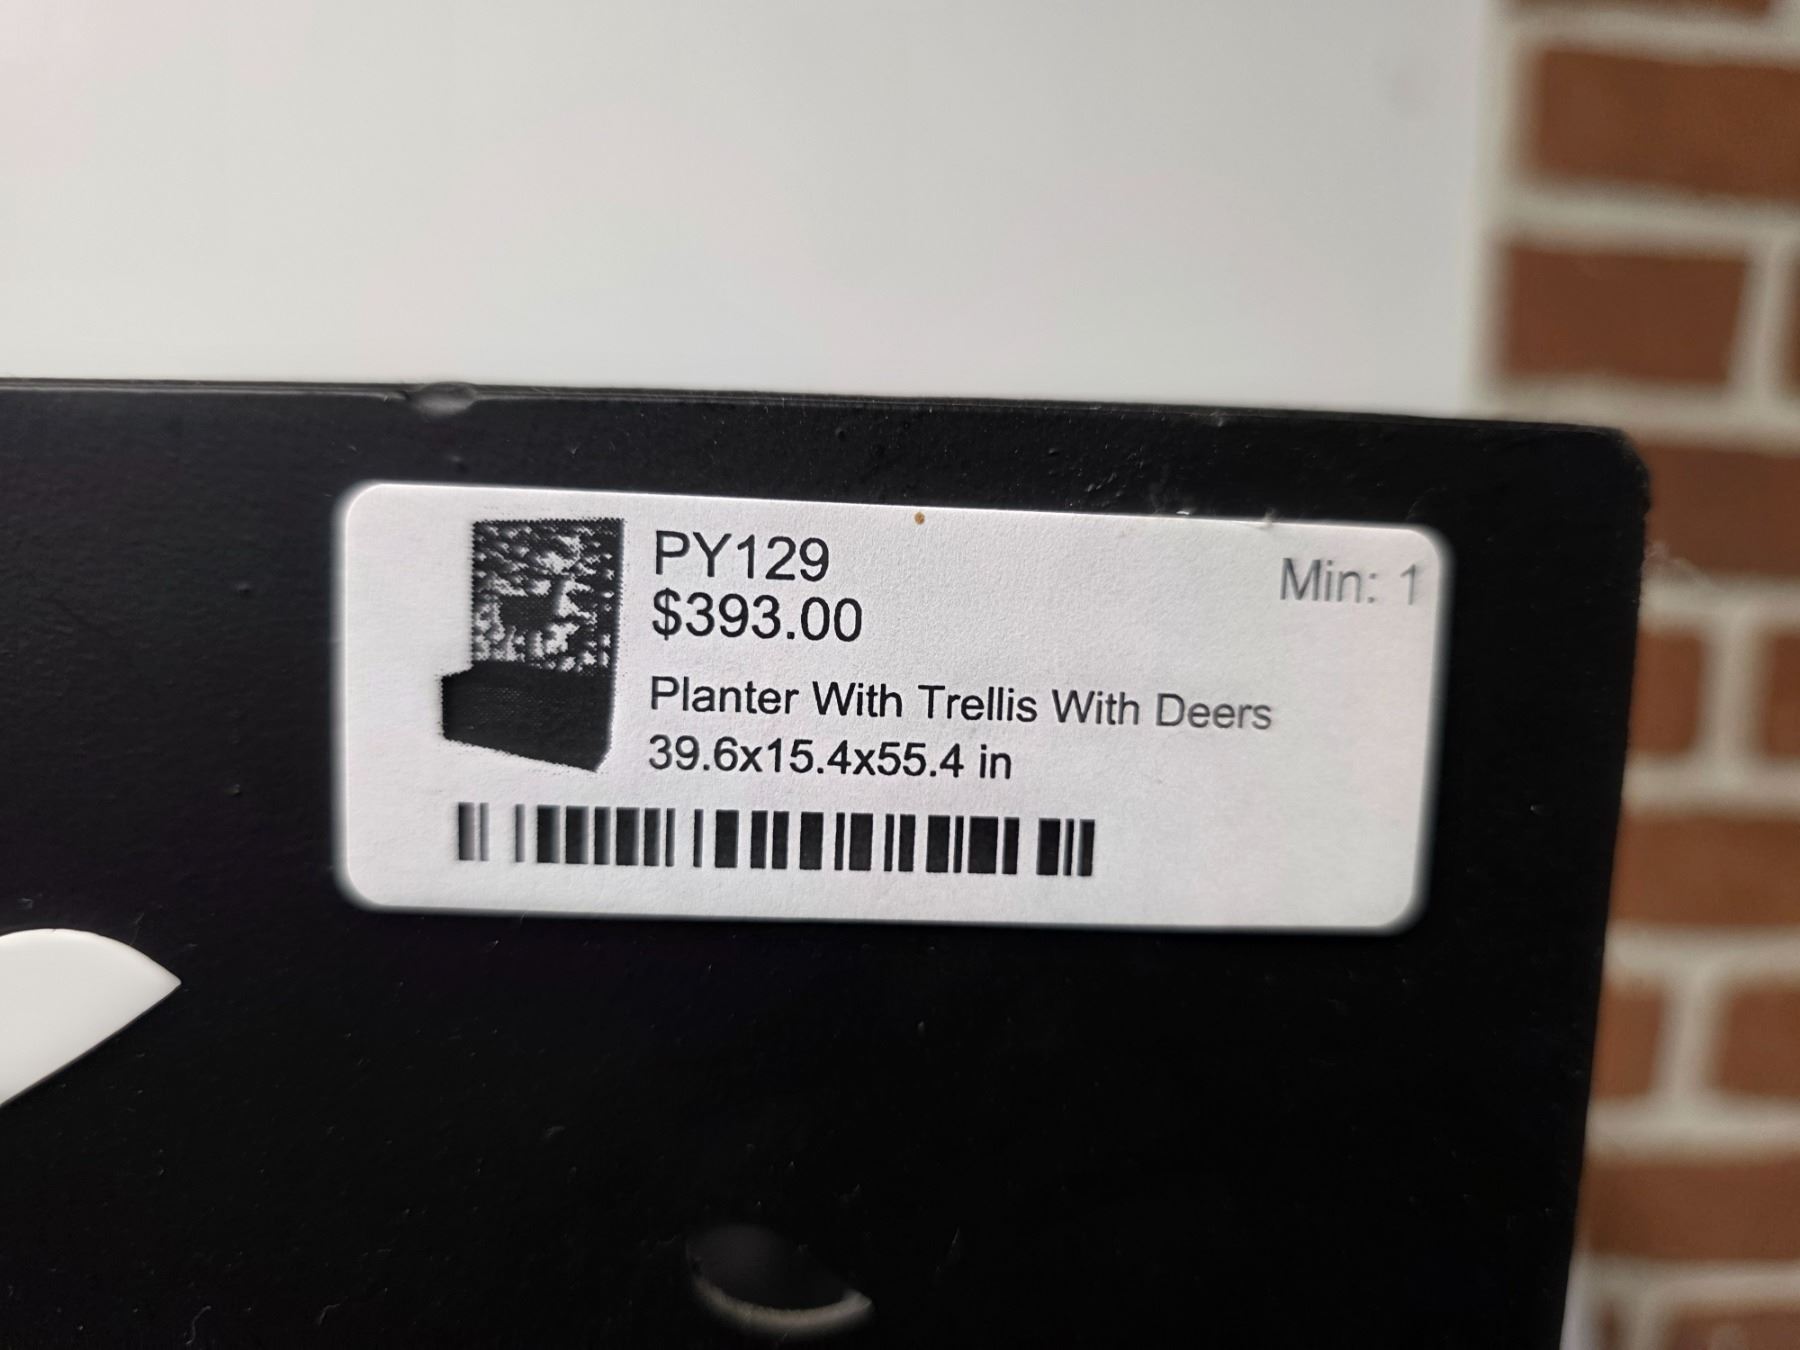 PY129
Min: 1
$393.00
Planter With Trellis With Deers
39.6x15.4x55.4 in